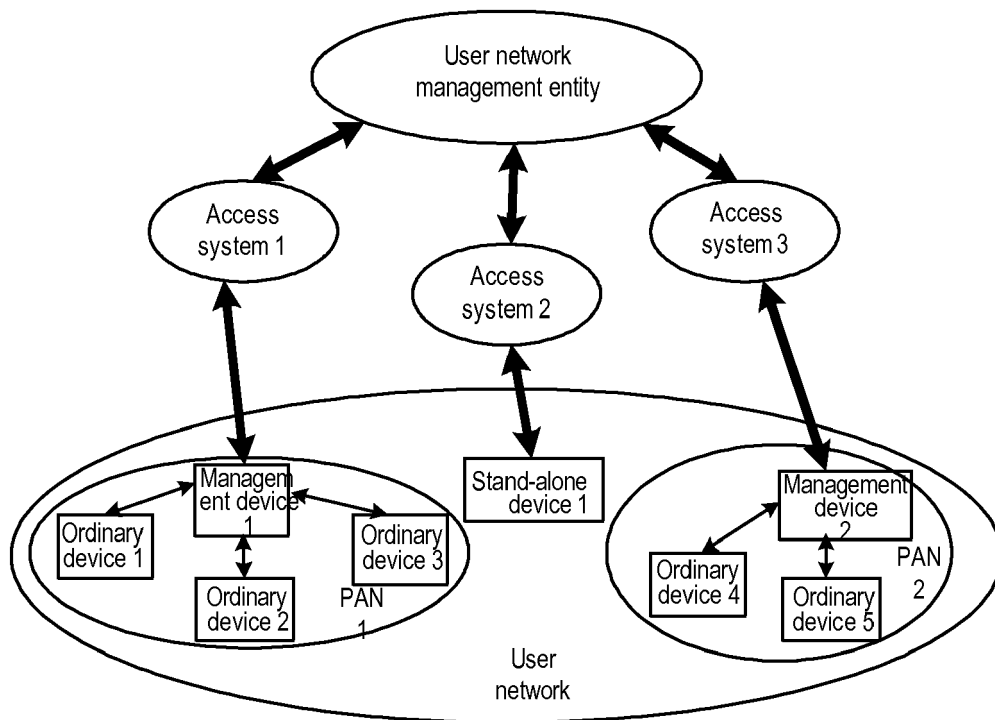 User network
management entity
Access
system 1
Access
system 2
Access
system 3
Managem
ent device
1
Ordinary
device 1
Ordinary
device 2
Ordinary
device 3
PAN
1
Stand-alone
device 1
Management
device
2
Ordinary
device 4
Ordinary
device 5
PAN
2
User
network